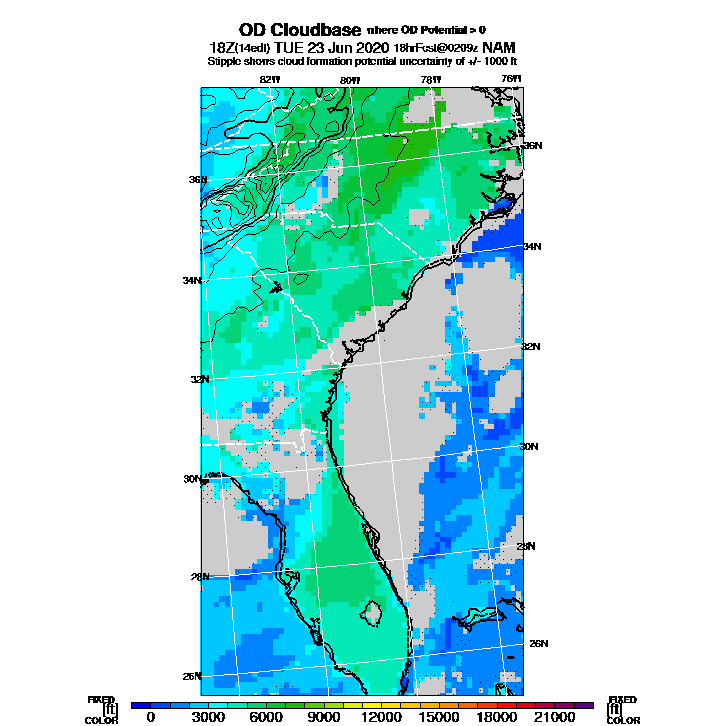 OD Cloudbase where OD Potential > 0
18Z(14edt) TUE 23 Jun 2020 18hrFcst@0209z NAM
Stipple shows cloud formation potential uncertainty of +/- 1000 ft
82W 80W 78W 76W
36N
36N
34N
34N
32N
32N
30N
30N
28N
28N
26N
26N
FIXED FIXED
[ft] [ft]
COLOR COLOR
0 3000 6000 9000 12000 15000 18000 21000